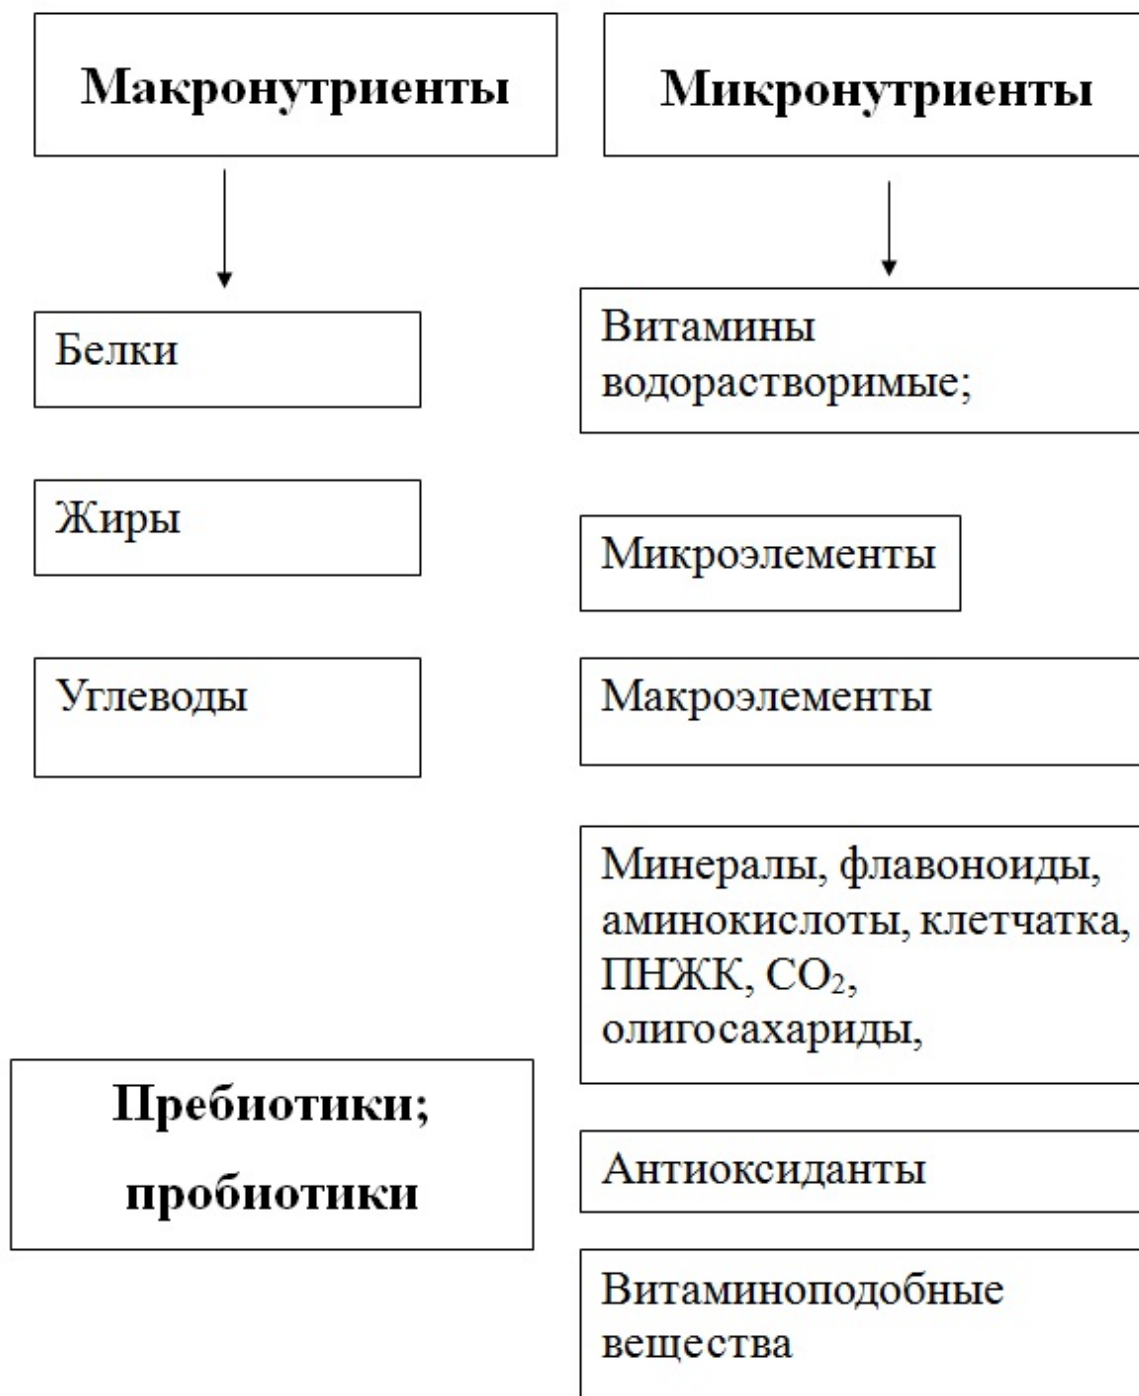 Макронутриенты
Белки
Жиры
Углеводы
Пребиотики;
пробиотики
Микронутриенты
Витамины
водорастворимые;
Микроэлементы
Макроэлементы
Минералы, флавоноиды,
аминокислоты, клетчатка,
ПНЖК, CO₂,
олигосахариды,
Антиоксиданты
Витаминоподобные
вещества